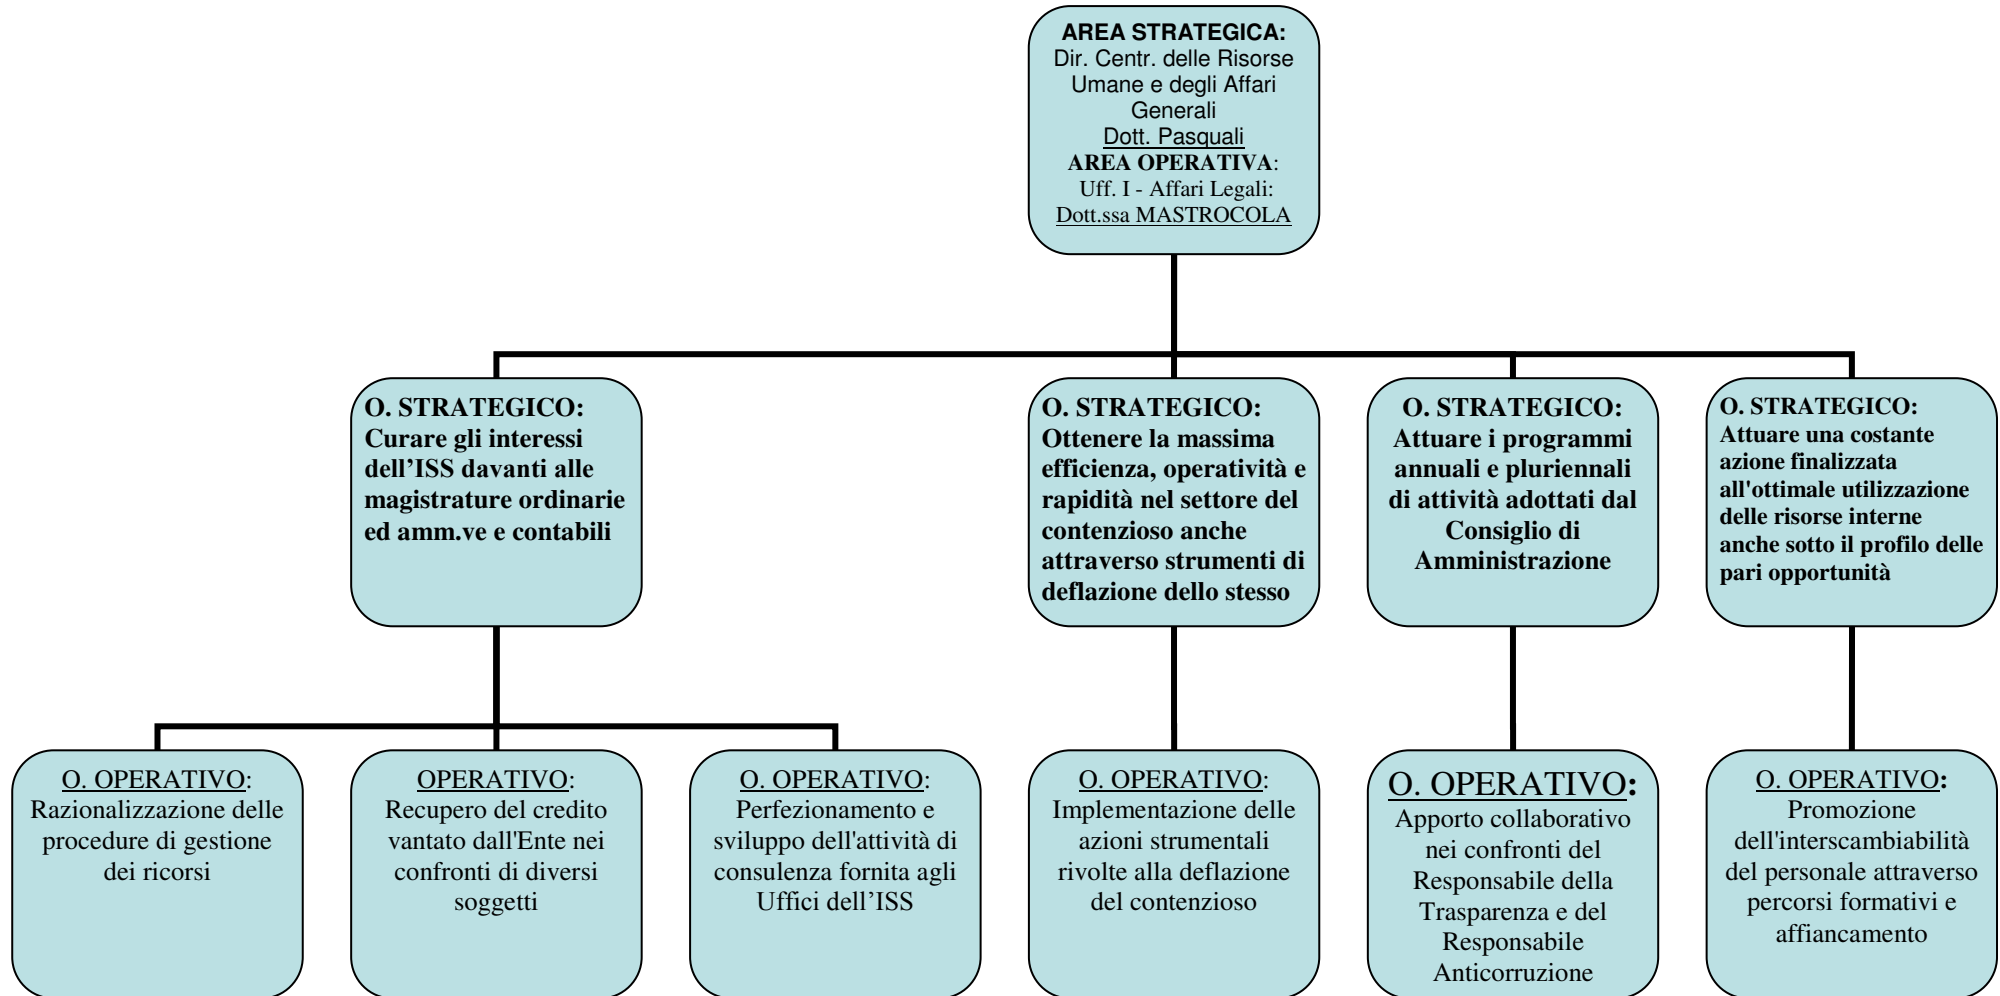 AREA STRATEGICA:
Dir. Centr. delle Risorse
Umane e degli Affari
Generali
Dott. Pasquali
AREA OPERATIVA:
Uff. I - Affari Legali:
Dott.ssa MASTROCOLA
O. STRATEGICO:
Curare gli interessi
dell’ISS davanti alle
magistrature ordinarie
ed amm.ve e contabili
O. STRATEGICO:
Ottenere la massima
efficienza, operatività e
rapidità nel settore del
contenzioso anche
attraverso strumenti di
deflazione dello stesso
O. STRATEGICO:
Attuare i programmi
annuali e pluriennali
di attività adottati dal
Consiglio di
Amministrazione
O. STRATEGICO:
Attuare una costante
azione finalizzata
all'ottimale utilizzazione
delle risorse interne
anche sotto il profilo delle
pari opportunità
O. OPERATIVO:
Razionalizzazione delle
procedure di gestione
dei ricorsi
OPERATIVO:
Recupero del credito
vantato dall'Ente nei
confronti di diversi
soggetti
O. OPERATIVO:
Perfezionamento e
sviluppo dell'attività di
consulenza fornita agli
Uffici dell’ISS
O. OPERATIVO:
Implementazione delle
azioni strumentali
rivolte alla deflazione
del contenzioso
O. OPERATIVO:
Apporto collaborativo
nei confronti del
Responsabile della
Trasparenza e del
Responsabile
Anticorruzione
O. OPERATIVO:
Promozione
dell'interscambiabilità
del personale attraverso
percorsi formativi e
affiancamento